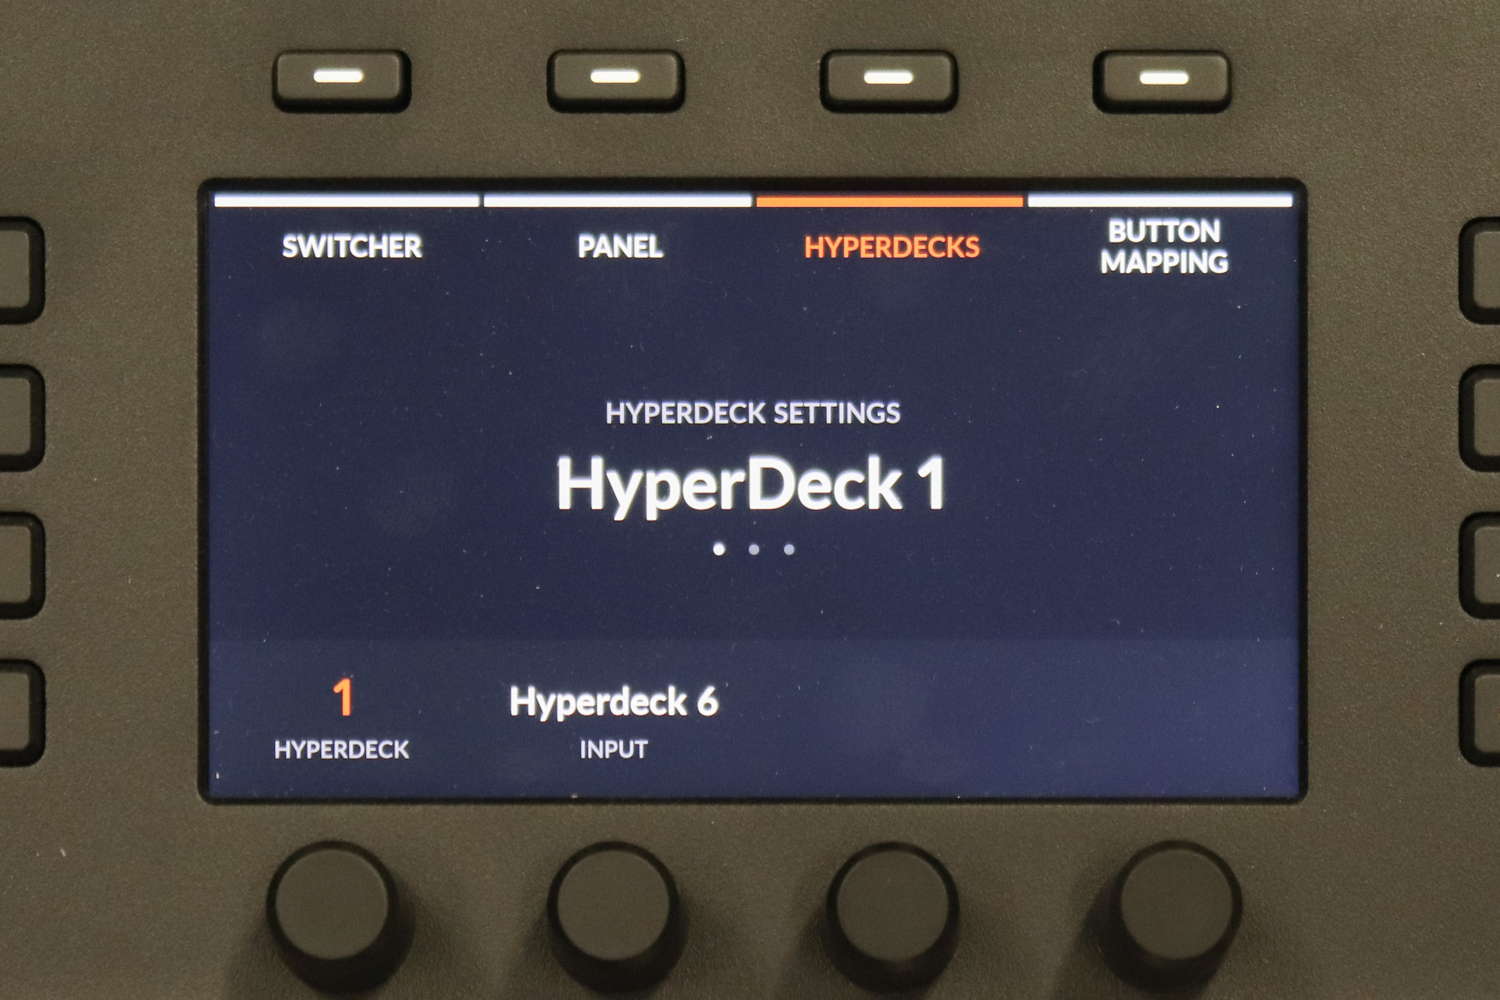 SWITCHER
PANEL
HYPERDECKS
BUTTON
MAPPING
HYPERDECK SETTINGS
HyperDeck 1
1
HYPERDECK
Hyperdeck 6
INPUT